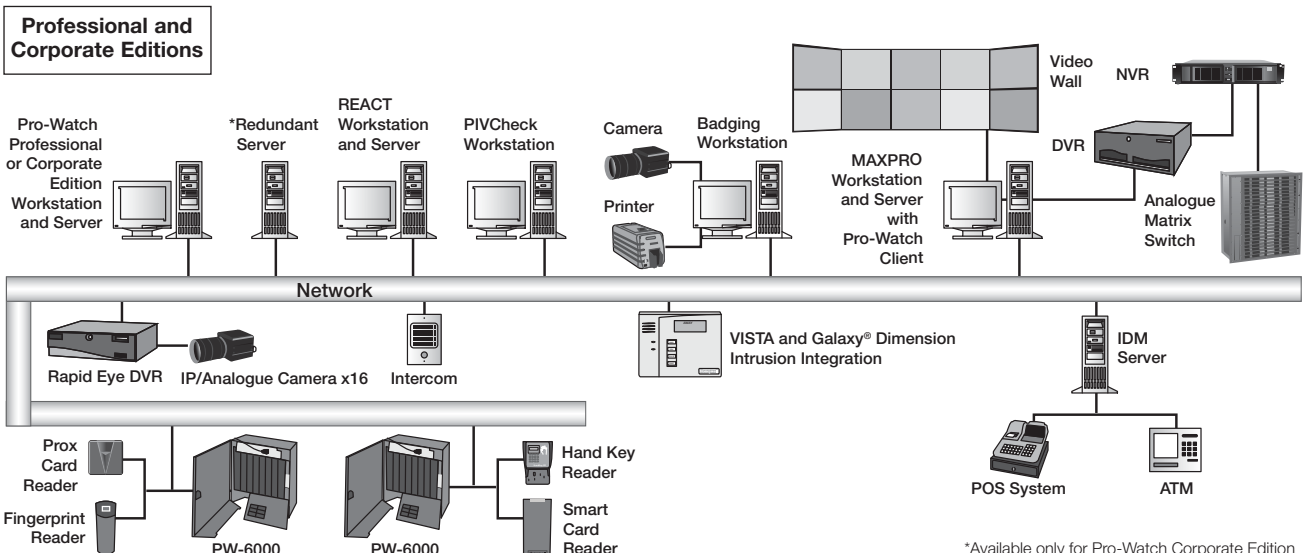 Professional and
Corporate Editions
Pro-Watch
Professional
or Corporate
Edition
Workstation
and Server
*Redundant
Server
REACT
Workstation
and Server
PIVCheck
Workstation
Camera
Printer
Badging
Workstation
MAXPRO
Workstation
and Server
with
Pro-Watch
Client
Video
Wall
NVR
DVR
Analogue
Matrix
Switch
Network
Rapid Eye DVR
IP/Analogue Camera x16
Intercom
VISTA and Galaxy® Dimension
Intrusion Integration
IDM
Server
Prox
Card
Reader
Fingerprint
Reader
PW-6000
PW-6000
Hand Key
Reader
Smart
Card
Reader
POS System
ATM
*Available only for Pro-Watch Corporate Edition